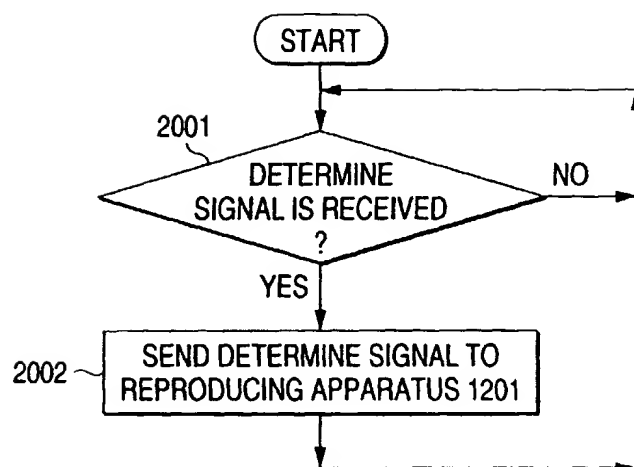 START
2001
DETERMINE
SIGNAL IS RECEIVED
?
NO
YES
2002
SEND DETERMINE SIGNAL TO
REPRODUCING APPARATUS 1201